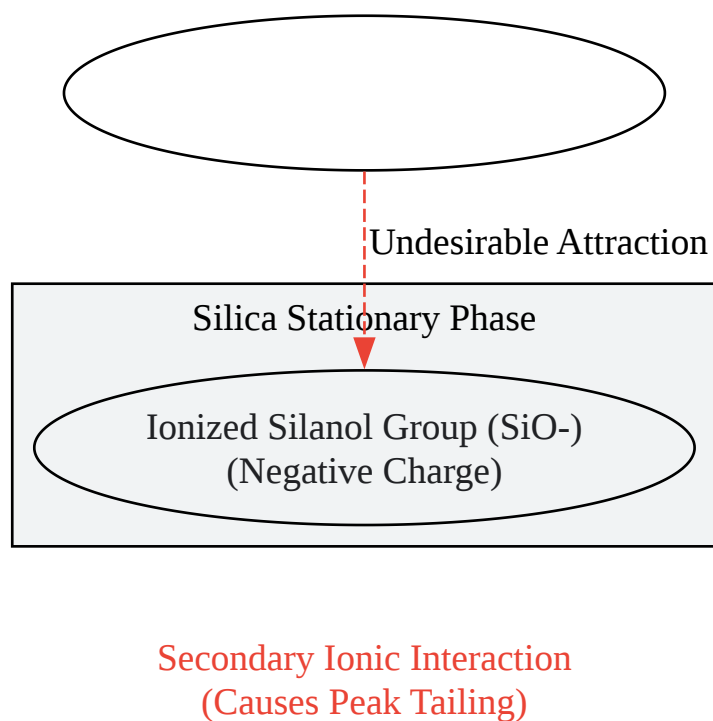 Undesirable Attraction
Silica Stationary Phase
Ionized Silanol Group (SiO-)
(Negative Charge)
Secondary Ionic Interaction
(Causes Peak Tailing)